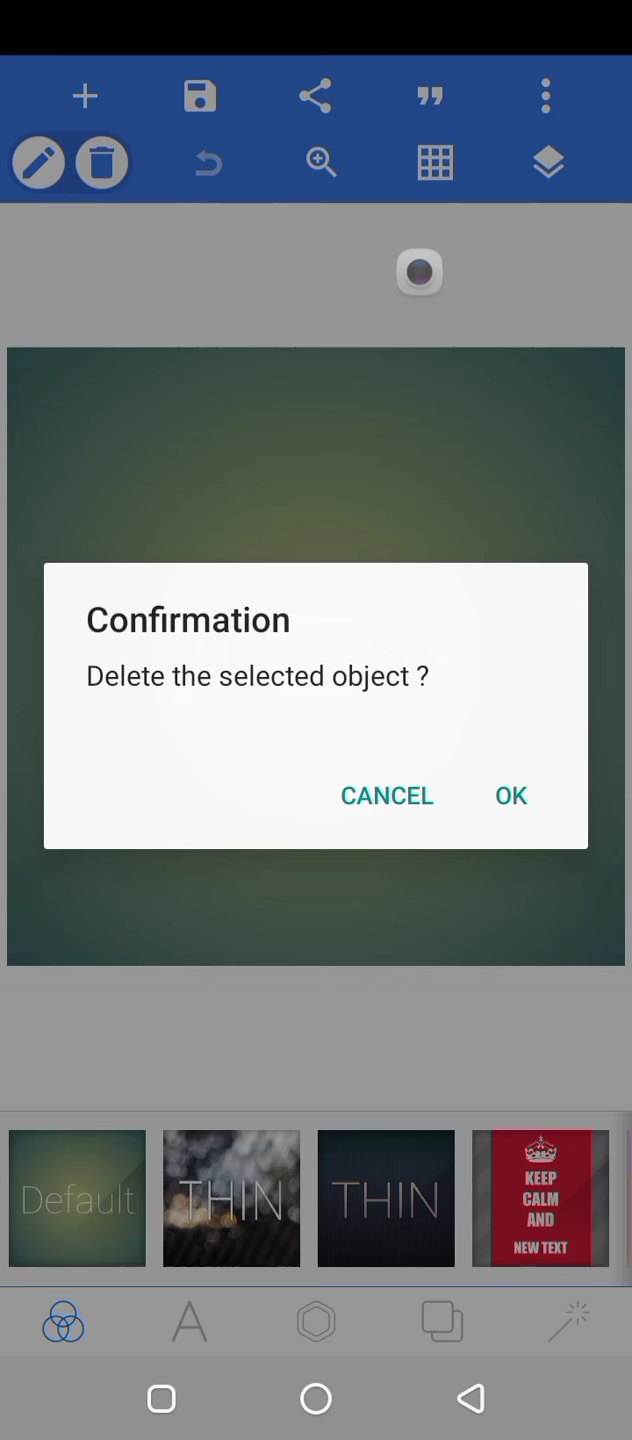 Confirmation
Delete the selected object ?
CANCEL OK
Default
THIN
THIN
KEEP
CALM
AND
NEW TEXT
A